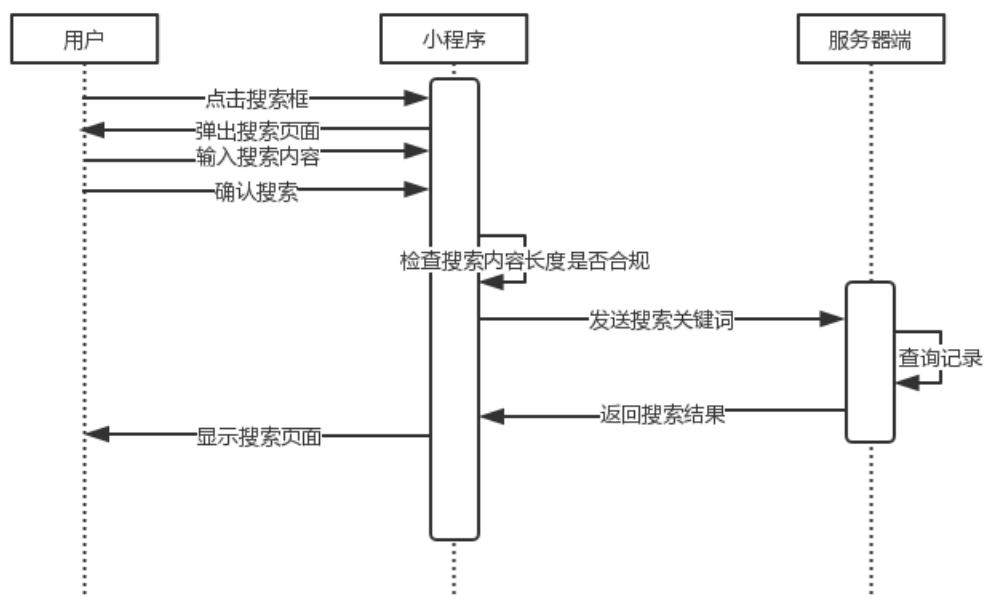 用户
小程序
服务器端
点击搜索框
弹出搜索页面
输入搜索内容
确认搜索
检查搜索内容长度是否合规
发送搜索关键词
查询记录
返回搜索结果
显示搜索页面